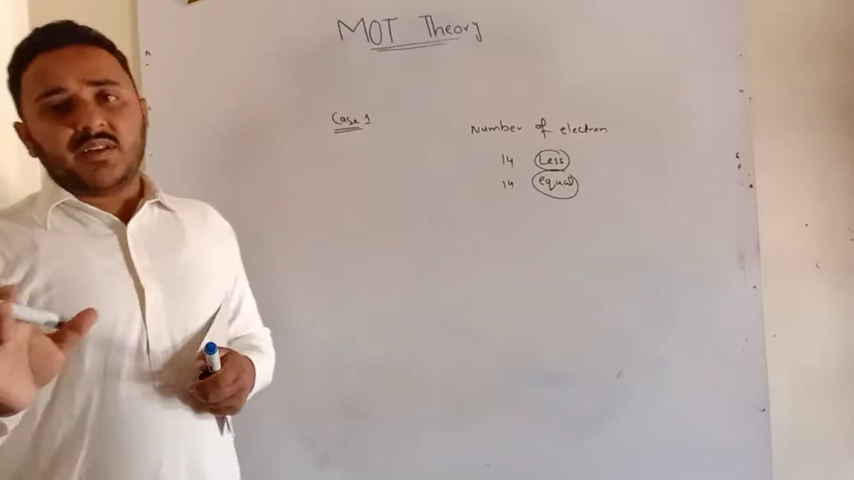 MOT Theory
Case 1
Number of electron
14 Less
14 equal